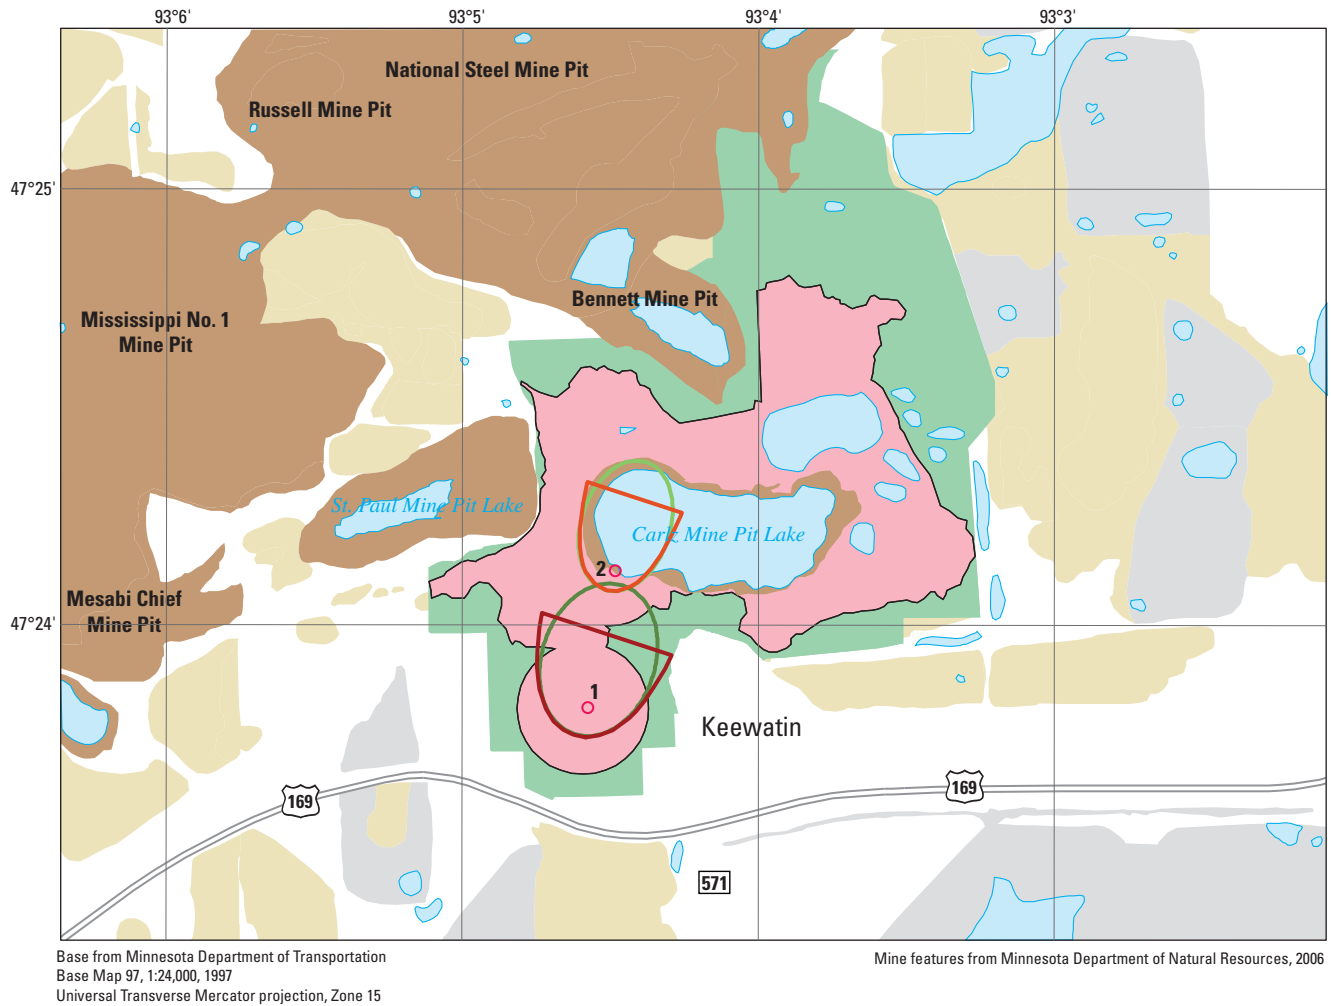 93°6' 93°5' 93°4' 93°3'
National Steel Mine Pit
Russell Mine Pit
47°25'
Bennett Mine Pit
Mississippi No. 1
Mine Pit
St. Paul Mine Pit Lake
Carlz Mine Pit Lake
2
Mesabi Chief
Mine Pit
47°24'
1
Keewatin
169
169
571
Base from Minnesota Department of Transportation
Base Map 97, 1:24,000, 1997
Universal Transverse Mercator projection, Zone 15
Mine features from Minnesota Department of Natural Resources, 2006